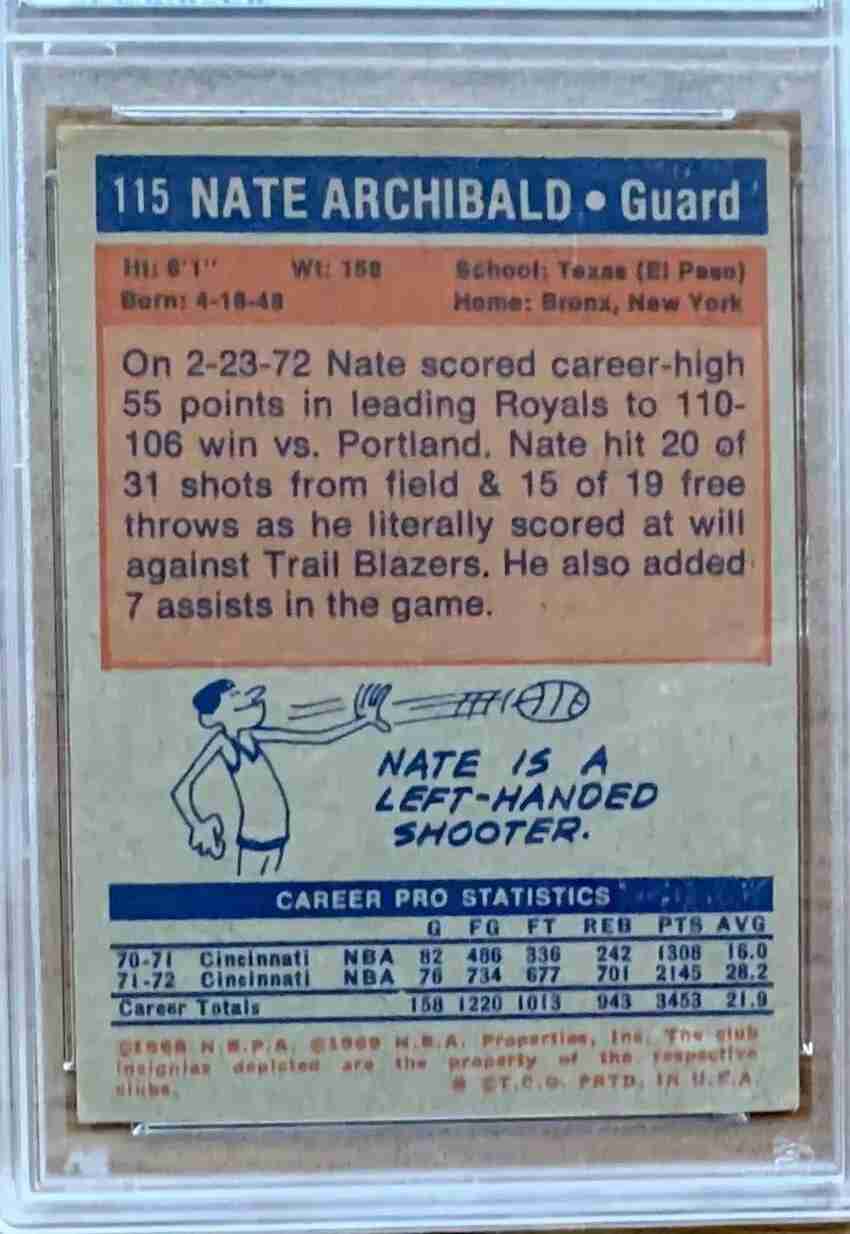 115 NATE ARCHIBALD • Guard
Ht: 6'1" Wt: 158 School: Texas (El Paso)
Born: 4-18-48 Home: Bronx, New York
On 2-23-72 Nate scored career-high
55 points in leading Royals to 110-
106 win vs. Portland. Nate hit 20 of
31 shots from field & 15 of 19 free
throws as he literally scored at will
against Trail Blazers. He also added
7 assists in the game.
NATE IS A
LEFT-HANDED
SHOOTER.
CAREER PRO STATISTICS
G FG FT REB PTS AVG
70-71 Cincinnati NBA 82 486 336 242 1308 16.0
71-72 Cincinnati NBA 76 734 677 701 2145 28.2
Career Totals 158 1220 1013 943 3453 21.9
N.B.P.A. ©1969 N.B.A. Properties, Inc. The club
insignias depicted are the property of the respective
clubs. © T.C.G. PRTD. IN U.S.A.